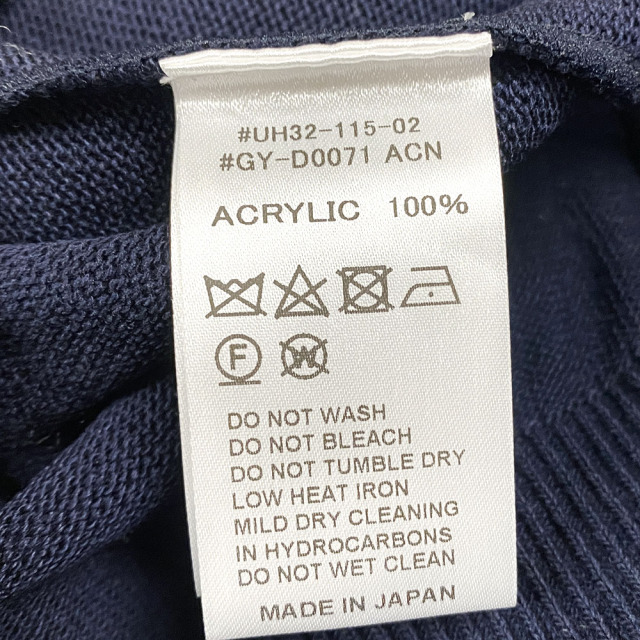 #UH32-115-02
#GY-D0071 ACN
ACRYLIC 100%
F W
DO NOT WASH
DO NOT BLEACH
DO NOT TUMBLE DRY
LOW HEAT IRON
MILD DRY CLEANING
IN HYDROCARBONS
DO NOT WET CLEAN
MADE IN JAPAN